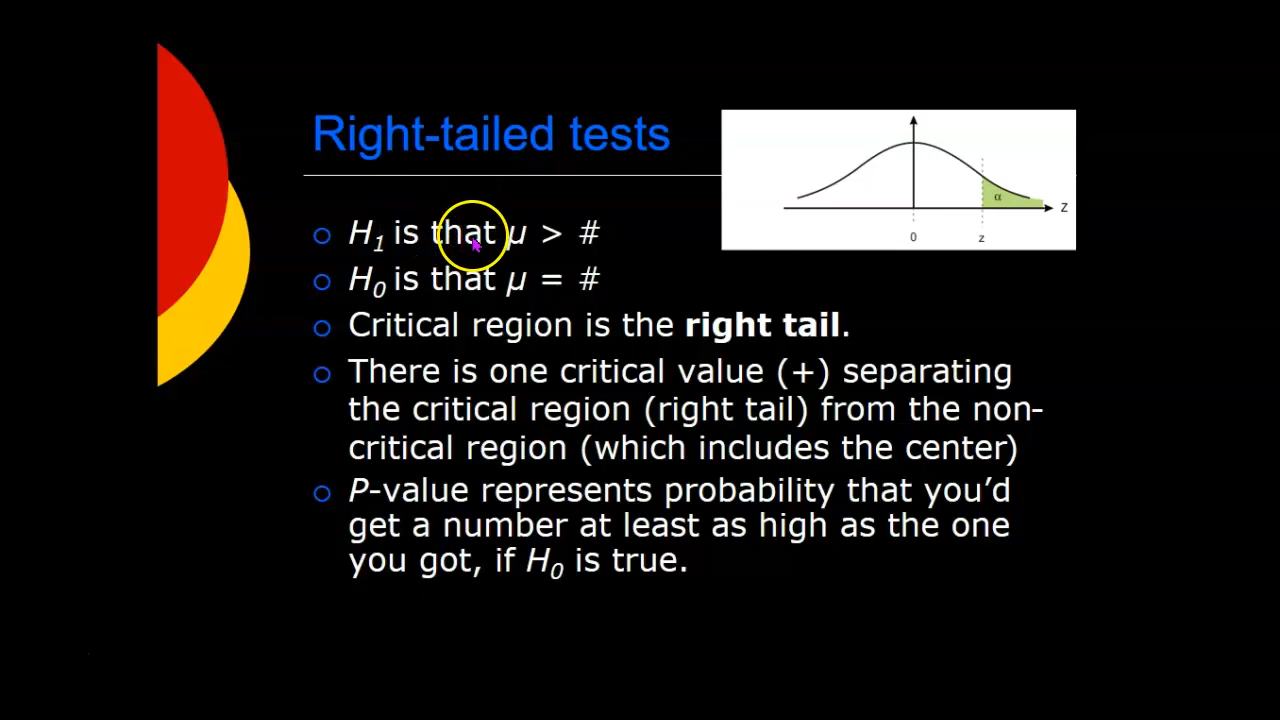 Right-tailed tests
H1 is that µ > #
H0 is that µ = #
Critical region is the right tail.
There is one critical value (+) separating
the critical region (right tail) from the non-
critical region (which includes the center)
P-value represents probability that you’d
get a number at least as high as the one
you got, if H0 is true.
α
z
0 z